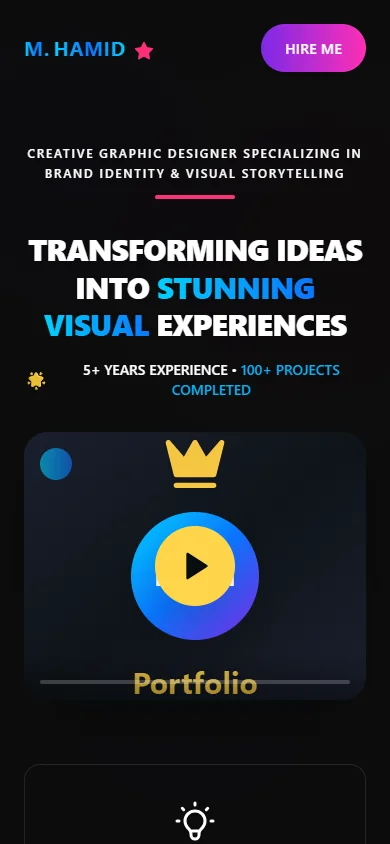 M. HAMID
HIRE ME
CREATIVE GRAPHIC DESIGNER SPECIALIZING IN
BRAND IDENTITY & VISUAL STORYTELLING
TRANSFORMING IDEAS
INTO STUNNING
VISUAL EXPERIENCES
5+ YEARS EXPERIENCE • 100+ PROJECTS
COMPLETED
Portfolio